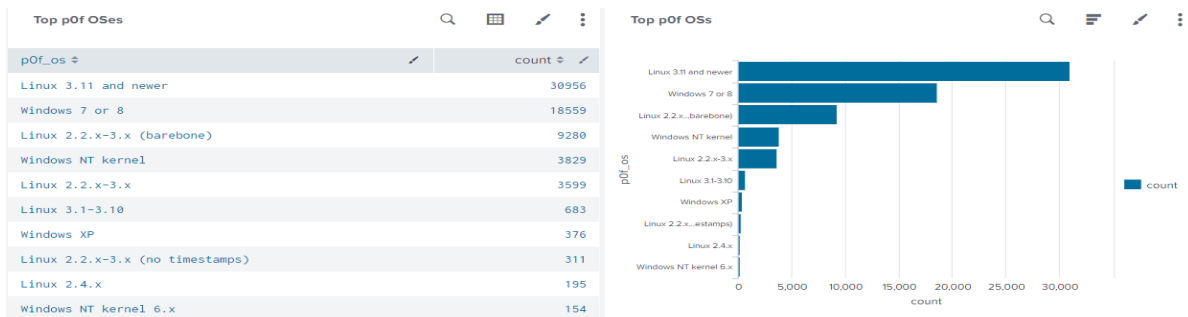 Top p0f OSes
p0f_os count
Linux 3.11 and newer 30956
Windows 7 or 8 18559
Linux 2.2.x-3.x (barebone) 9280
Windows NT kernel 3829
Linux 2.2.x-3.x 3599
Linux 3.1-3.10 683
Windows XP 376
Linux 2.2.x-3.x (no timestamps) 311
Linux 2.4.x 195
Windows NT kernel 6.x 154
Top p0f OSs
p0f_os
Linux 3.11 and newer
Windows 7 or 8
Linux 2.2.x...barebone)
Windows NT kernel
Linux 2.2.x-3.x
Linux 3.1-3.10
Windows XP
Linux 2.2.x...estamps)
Linux 2.4.x
Windows NT kernel 6.x
0 5,000 10,000 15,000 20,000 25,000 30,000
count
count